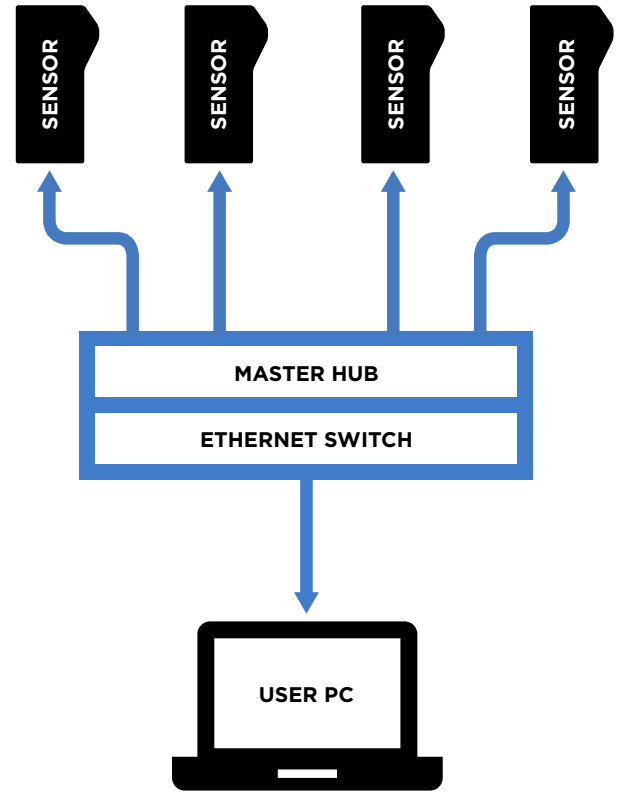 SENSOR
SENSOR
SENSOR
SENSOR
MASTER HUB
ETHERNET SWITCH
USER PC